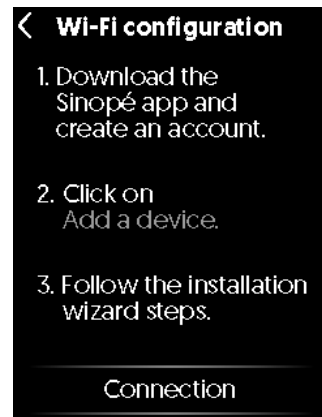 Wi-Fi configuration
1. Download the
Sinopé app and
create an account.
2. Click on
Add a device.
3. Follow the installation
wizard steps.
Connection